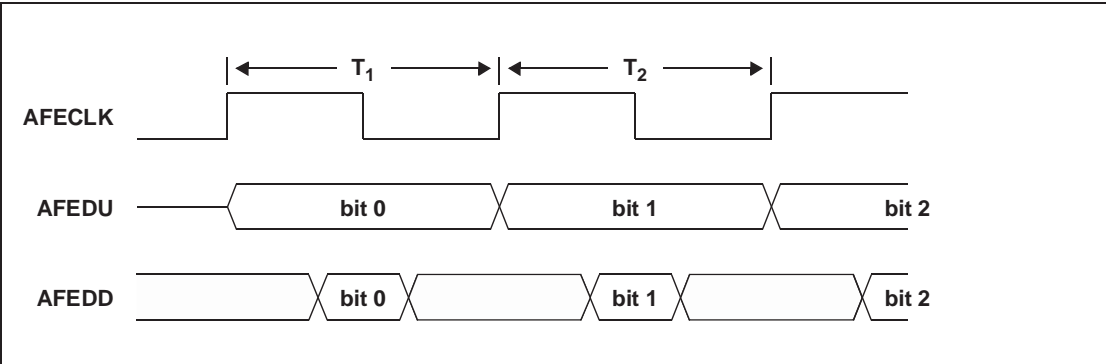 T₁ T₂
AFECLK
AFEDU bit 0 bit 1 bit 2
AFEDD bit 0 bit 1 bit 2